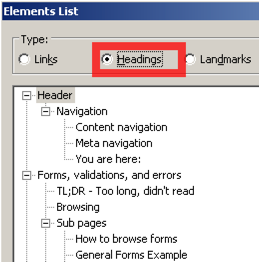 Elements List
Type:
Links Headings Landmarks
Header
Navigation
Content navigation
Meta navigation
You are here:
Forms, validations, and errors
TL;DR - Too long, didn't read
Browsing
Sub pages
How to browse forms
General Forms Example